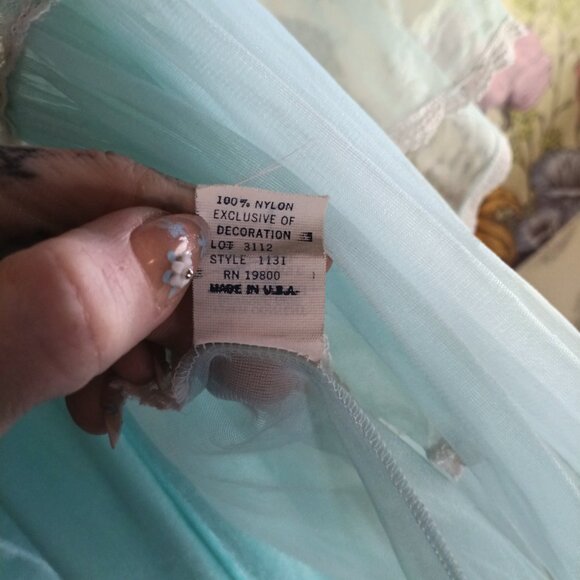 100% NYLON
EXCLUSIVE OF
DECORATION
LOT 3112
STYLE 1131
RN 19800
MADE IN U.S.A.